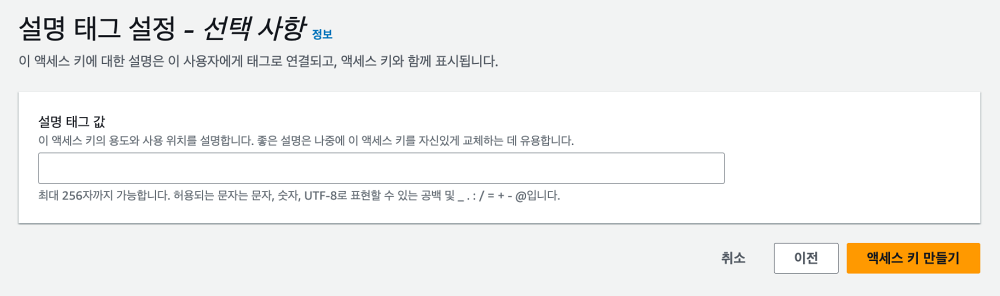 설명 태그 설정 - 선택 사항 정보
이 액세스 키에 대한 설명은 이 사용자에게 태그로 연결되고, 액세스 키와 함께 표시됩니다.
설명 태그 값
이 액세스 키의 용도와 사용 위치를 설명합니다. 좋은 설명은 나중에 이 액세스 키를 자신있게 교체하는 데 유용합니다.
최대 256자까지 가능합니다. 허용되는 문자는 문자, 숫자, UTF-8로 표현할 수 있는 공백 및 _ . : / = + - @입니다.
취소 이전 액세스 키 만들기